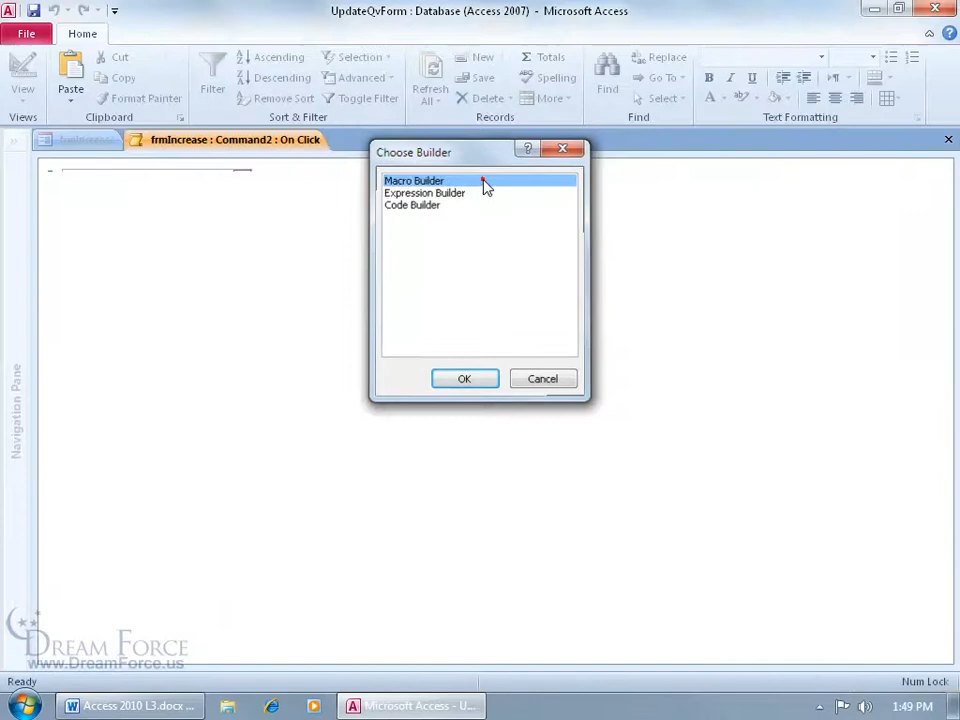 UpdateQvForm : Database (Access 2007) - Microsoft Access
File
Home
View
Views
Paste
Cut
Copy
Format Painter
Clipboard
Filter
Ascending
Descending
Remove Sort
Selection
Advanced
Toggle Filter
Sort & Filter
Refresh All
New
Save
Delete
Totals
Spelling
More
Records
Find
Replace
Go To
Select
Find
B I U
A ab
Text Formatting
frmIncrease
frmIncrease : Command2 : On Click
Choose Builder
Macro Builder
Expression Builder
Code Builder
OK
Cancel
Navigation Pane
DREAM FORCE
www.DreamForce.us
Ready
Num Lock
Access 2010 L3.docx ...
Microsoft Access - U...
1:49 PM